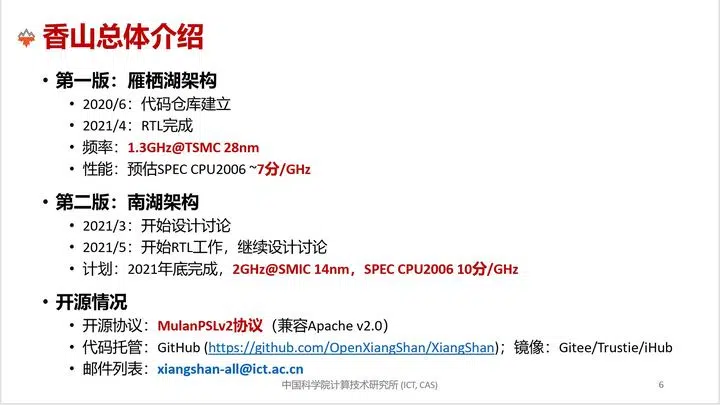 香山总体介绍
• 第一版：雁栖湖架构
• 2020/6：代码仓库建立
• 2021/4：RTL完成
• 频率：1.3GHz@TSMC 28nm
• 性能：预估SPEC CPU2006 ~7分/GHz
• 第二版：南湖架构
• 2021/3：开始设计讨论
• 2021/5：开始RTL工作，继续设计讨论
• 计划：2021年底完成，2GHz@SMIC 14nm，SPEC CPU2006 10分/GHz
• 开源情况
• 开源协议：MulanPSLv2协议（兼容Apache v2.0）
• 代码托管：GitHub (https://github.com/OpenXiangShan/XiangShan)；镜像：Gitee/Trustie/iHub
• 邮件列表：xiangshan-all@ict.ac.cn
中国科学院计算技术研究所 (ICT, CAS)
6